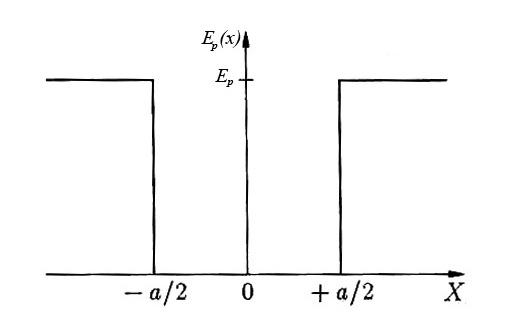 E_p(x)
E_p
− a/2 0 + a/2 X